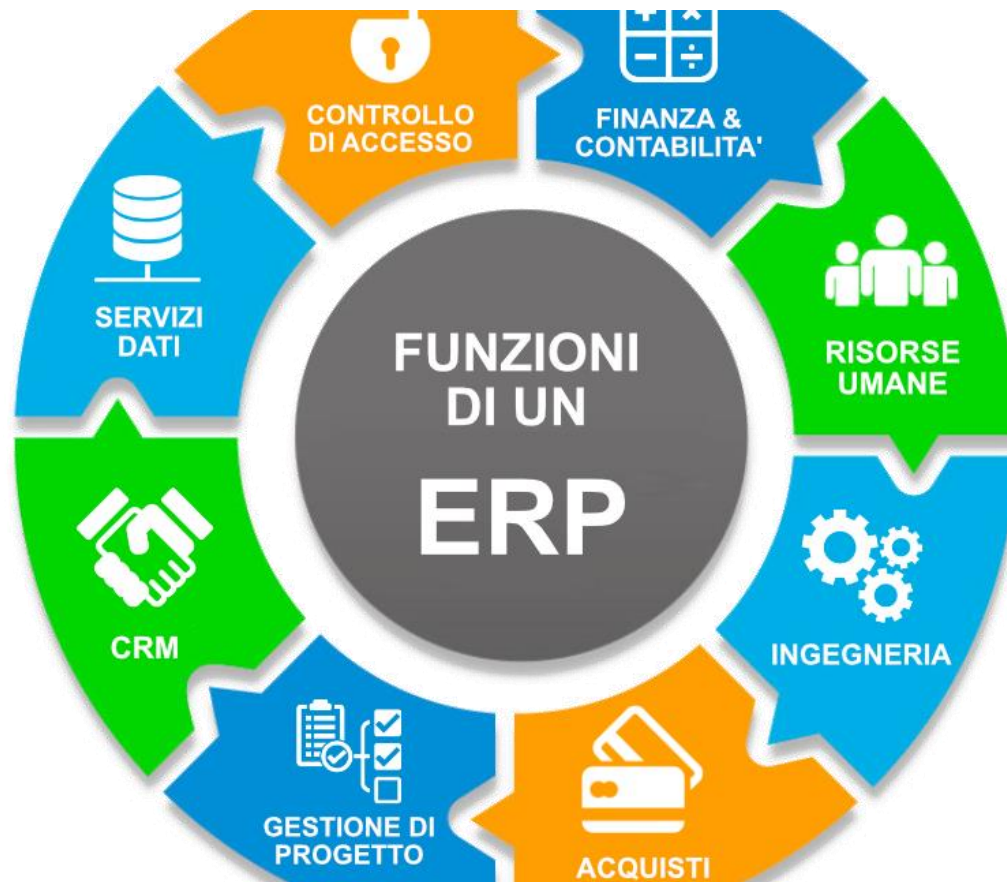 CONTROLLO
DI ACCESSO
FINANZA &
CONTABILITA'
SERVIZI
DATI
RISORSE
UMANE
FUNZIONI
DI UN
ERP
CRM
INGEGNERIA
GESTIONE DI
PROGETTO
ACQUISTI